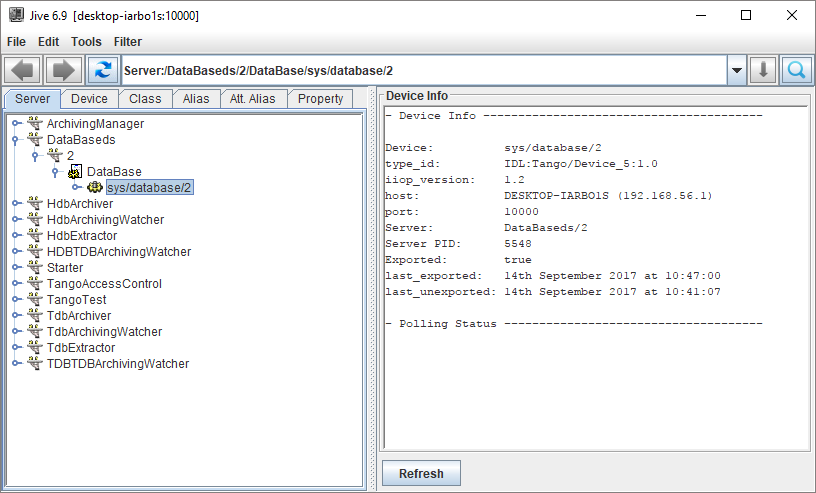 Jive 6.9 [desktop-iarbo1s:10000]
File Edit Tools Filter
Server:/DataBaseds/2/DataBase/sys/database/2
Server Device Class Alias Att. Alias Property
ArchivingManager
DataBaseds
2
DataBase
sys/database/2
HdbArchiver
HdbArchivingWatcher
HdbExtractor
HDBTDBArchivingWatcher
Starter
TangoAccessControl
TangoTest
TdbArchiver
TdbArchivingWatcher
TdbExtractor
TDBTDBArchivingWatcher
Device Info
- Device Info ----------------------------------------
Device: sys/database/2
type_id: IDL:Tango/Device_5:1.0
iiop_version: 1.2
host: DESKTOP-IARBO1S (192.168.56.1)
port: 10000
Server: DataBaseds/2
Server PID: 5548
Exported: true
last_exported: 14th September 2017 at 10:47:00
last_unexported: 14th September 2017 at 10:41:07
- Polling Status -------------------------------------
Refresh